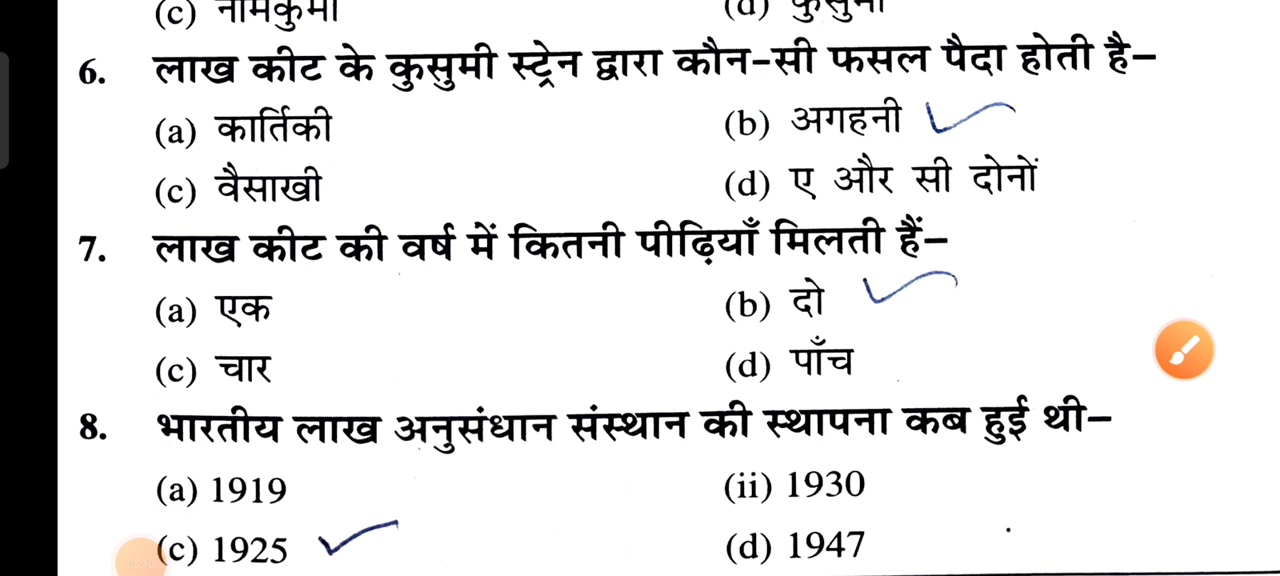 (c) नामकुमी (d) कुसुमी
6. लाख कीट के कुसुमी स्ट्रेन द्वारा कौन-सी फसल पैदा होती है–
(a) कार्तिकी (b) अगहनी
(c) वैसाखी (d) ए और सी दोनों
7. लाख कीट की वर्ष में कितनी पीढ़ियाँ मिलती हैं–
(a) एक (b) दो
(c) चार (d) पाँच
8. भारतीय लाख अनुसंधान संस्थान की स्थापना कब हुई थी–
(a) 1919 (ii) 1930
(c) 1925 (d) 1947